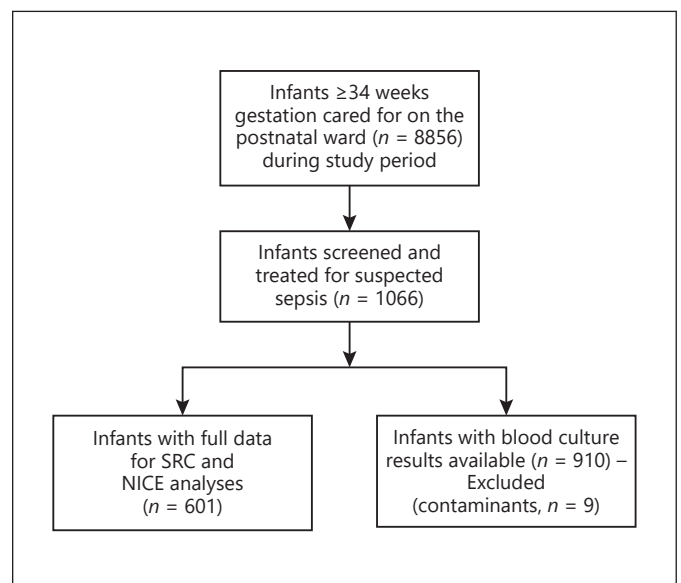 Infants ≥34 weeks
gestation cared for on the
postnatal ward (n = 8856)
during study period
Infants screened and
treated for suspected
sepsis (n = 1066)
Infants with full data
for SRC and
NICE analyses
(n = 601)
Infants with blood culture
results available (n = 910) –
Excluded
(contaminants, n = 9)